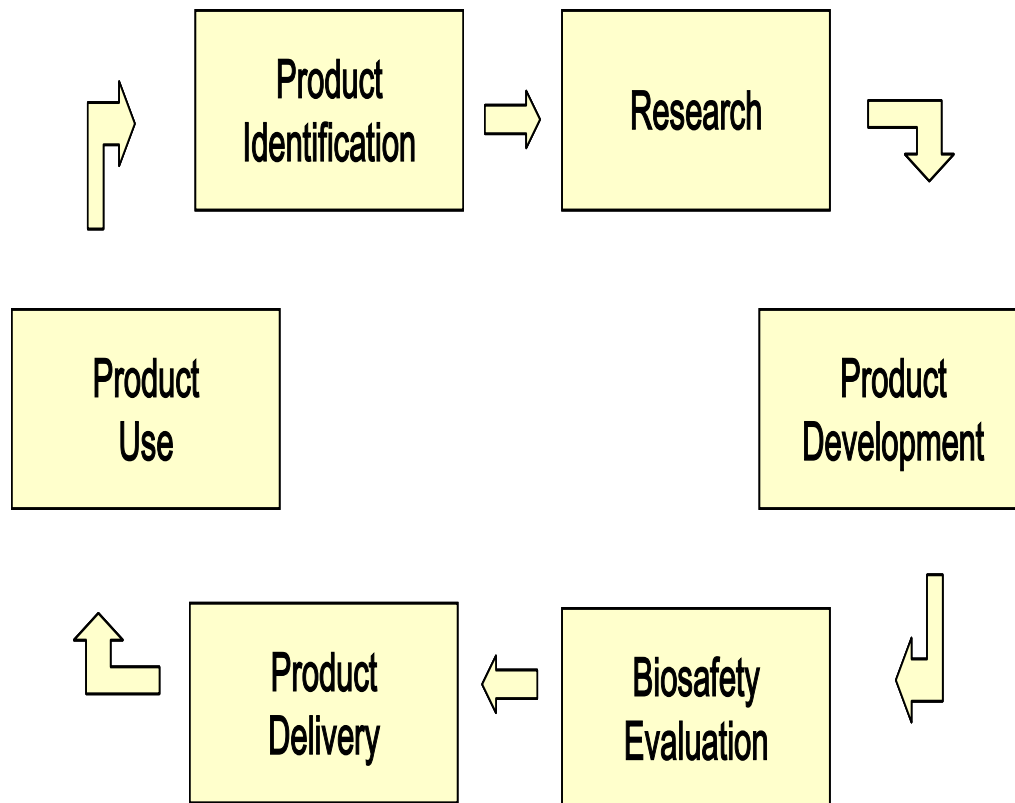 Product
Identification
Research
Product
Development
Biosafety
Evaluation
Product
Delivery
Product
Use